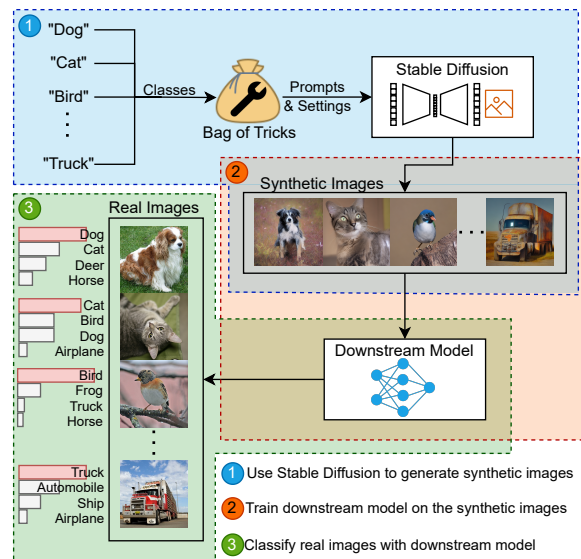 1
"Dog"
"Cat"
"Bird"
"Truck"
Classes
Bag of Tricks
Prompts
& Settings
Stable Diffusion
2
Synthetic Images
Downstream Model
3
Real Images
Dog
Cat
Deer
Horse
Cat
Bird
Dog
Airplane
Bird
Frog
Truck
Horse
Truck
Automobile
Ship
Airplane
1 Use Stable Diffusion to generate synthetic images
2 Train downstream model on the synthetic images
3 Classify real images with downstream model